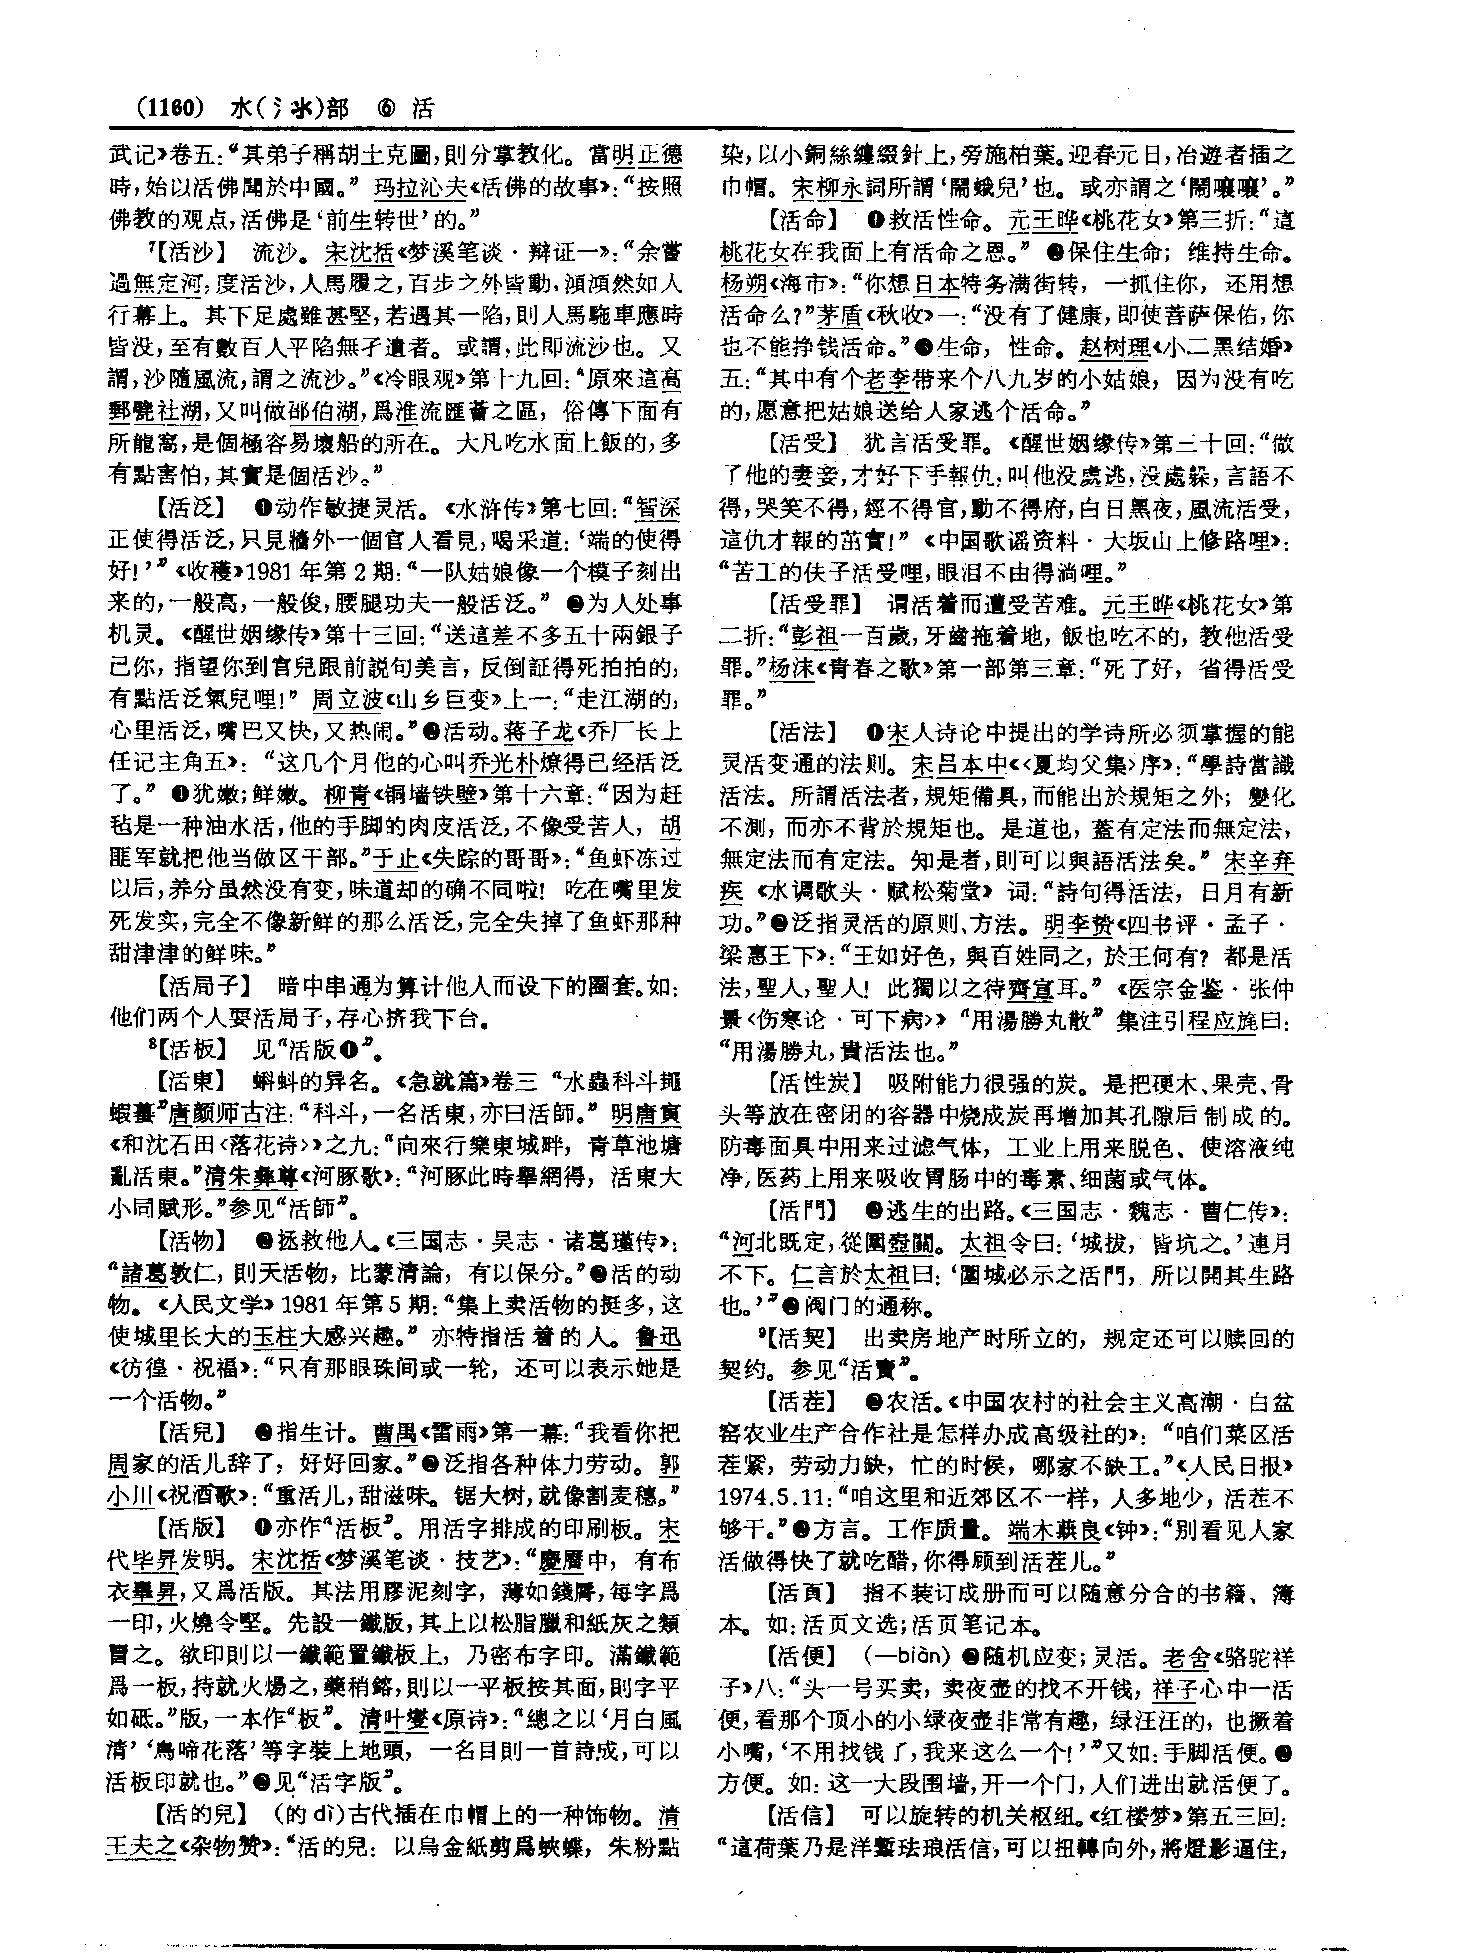 (1160) 水(氵氺)部 ⑥ 活
武记》卷五:“其弟子稱胡土克圖,則分掌教化。當明正德
時,始以活佛聞於中國。” 玛拉沁夫《活佛的故事》:“按照
佛教的观点,活佛是‘前生转世’的。”
7【活沙】 流沙。宋沈括《梦溪笔谈·辩证一》:“余嘗
過無定河,度活沙,人馬履之,百步之外皆動,澒澒然如人
行幕上。其下足處雖甚堅,若遇其一陷,則人馬駞車應時
皆没,至有數百人平陷無孑遺者。或謂,此即流沙也。又
謂,沙隨風流,謂之流沙。”《冷眼观》第十九回:“原來這高
郵甓社湖,又叫做邵伯湖,爲淮流匯蓄之區,俗傳下面有
所龍窩,是個極容易壞船的所在。大凡吃水面上飯的,多
有點害怕,其實是個活沙。”
【活泛】 ❶动作敏捷灵活。《水浒传》第七回:“智深
正使得活泛,只見牆外一個官人看見,喝采道:‘端的使得
好!’”《收穫》1981年第2期:“一队姑娘像一个模子刻出
来的,一般高,一般俊,腰腿功夫一般活泛。” ❷为人处事
机灵。《醒世姻缘传》第十三回:“送這差不多五十兩銀子
已你,指望你到官兒跟前説句美言,反倒証得死拍拍的,
有點活泛氣兒哩!” 周立波《山乡巨变》上一:“走江湖的,
心里活泛,嘴巴又快,又热闹。”❸活动。蒋子龙《乔厂长上
任记主角五》:“这几个月他的心叫乔光朴燎得已经活泛
了。” ❹犹嫩;鲜嫩。柳青《铜墙铁壁》第十六章:“因为赶
毡是一种油水活,他的手脚的肉皮活泛,不像受苦人,胡
匪军就把他当做区干部。”于止《失踪的哥哥》:“鱼虾冻过
以后,养分虽然没有变,味道却的确不同啦! 吃在嘴里发
死发实,完全不像新鲜的那么活泛,完全失掉了鱼虾那种
甜津津的鲜味。”
【活局子】 暗中串通为算计他人而设下的圈套。如:
他们两个人耍活局子,存心挤我下台。
8【活板】 见“活版❶”。
【活東】 蝌蚪的异名。《急就篇》卷三“水蟲科斗䵷
蝦蟇”唐颜师古注:“科斗,一名活東,亦曰活師。” 明唐寅
《和沈石田〈落花诗〉》之九:“向來行樂東城畔,青草池塘
亂活東。”清朱彝尊《河豚歌》:“河豚此時舉網得,活東大
小同賦形。”参见“活師”。
【活物】 ❶拯救他人。《三国志·吴志·诸葛瑾传》:
“諸葛敦仁,則天活物,比蒙清論,有以保分。”❷活的动
物。《人民文学》1981年第5期:“集上卖活物的挺多,这
使城里长大的玉柱大感兴趣。” 亦特指活着的人。鲁迅
《彷徨·祝福》:“只有那眼珠间或一轮,还可以表示她是
一个活物。”
【活兒】 ❶指生计。曹禺《雷雨》第一幕:“我看你把
周家的活儿辞了,好好回家。”❷泛指各种体力劳动。郭
小川《祝酒歌》:“重活儿,甜滋味。锯大树,就像割麦穗。”
【活版】 ❶亦作“活板”。用活字排成的印刷板。宋
代毕昇发明。宋沈括《梦溪笔谈·技艺》:“慶曆中,有布
衣畢昇,又爲活版。其法用膠泥刻字,薄如錢脣,每字爲
一印,火燒令堅。先設一鐵版,其上以松脂臘和紙灰之類
冒之。欲印則以一鐵範置鐵板上,乃密布字印。滿鐵範
爲一板,持就火煬之,藥稍鎔,則以一平板按其面,則字平
如砥。”版,一本作“板”。清叶燮《原诗》:“總之以‘月白風
清’‘鳥啼花落’等字裝上地頭,一名目則一首詩成,可以
活板印就也。”❷见“活字版”。
【活的兒】 (的dì)古代插在巾帽上的一种饰物。清
王夫之《杂物赞》:“活的兒:以烏金紙剪爲蛺蝶,朱粉點
染,以小銅絲纏綴針上,旁施柏葉。迎春元日,冶遊者插之
巾帽。宋柳永詞所謂‘鬧蛾兒’也。或亦謂之‘鬧嚷嚷’。”
【活命】 ❶救活性命。元王晔《桃花女》第三折:“這
桃花女在我面上有活命之恩。” ❷保住生命;维持生命。
杨朔《海市》:“你想日本特务满街转,一抓住你,还用想
活命么?”茅盾《秋收》一:“没有了健康,即使菩萨保佑,你
也不能挣钱活命。”❸生命,性命。赵树理《小二黑结婚》
五:“其中有个老李带来个八九岁的小姑娘,因为没有吃
的,愿意把姑娘送给人家逃个活命。”
【活受】 犹言活受罪。《醒世姻缘传》第三十回:“做
了他的妻妾,才好下手報仇,叫他没處逃,没處躲,言語不
得,哭笑不得,經不得官,動不得府,白日黑夜,風流活受,
這仇才報的茁實!” 《中国歌谣资料·大坂山上修路哩》:
“苦工的伕子活受哩,眼泪不由得淌哩。”
【活受罪】 谓活着而遭受苦难。元王晔《桃花女》第
二折:“彭祖一百歲,牙齒拖着地,飯也吃不的,教他活受
罪。”杨沫《青春之歌》第一部第三章:“死了好,省得活受
罪。”
【活法】 ❶宋人诗论中提出的学诗所必须掌握的能
灵活变通的法则。宋吕本中《〈夏均父集〉序》:“學詩當識
活法。所謂活法者,規矩備具,而能出於規矩之外;變化
不測,而亦不背於規矩也。是道也,蓋有定法而無定法,
無定法而有定法。知是者,則可以與語活法矣。” 宋辛弃
疾《水调歌头·赋松菊堂》词:“詩句得活法,日月有新
功。”❷泛指灵活的原则、方法。明李贽《四书评·孟子·
梁惠王下》:“王如好色,與百姓同之,於王何有?都是活
法,聖人,聖人! 此獨以之待齊宣耳。” 《医宗金鉴·张仲
景〈伤寒论·可下病〉》“用湯勝丸散” 集注引程应旄曰:
“用湯勝丸,貴活法也。”
【活性炭】 吸附能力很强的炭。是把硬木、果壳、骨
头等放在密闭的容器中烧成炭再增加其孔隙后制成的。
防毒面具中用来过滤气体,工业上用来脱色、使溶液纯
净,医药上用来吸收胃肠中的毒素、细菌或气体。
【活門】 ❶逃生的出路。《三国志·魏志·曹仁传》:
“河北既定,從圍壺關。太祖令曰:‘城拔,皆坑之。’連月
不下。仁言於太祖曰:‘圍城必示之活門,所以開其生路
也。’”❷阀门的通称。
9【活契】 出卖房地产时所立的,规定还可以赎回的
契约。参见“活賣”。
【活茬】 ❶农活。《中国农村的社会主义高潮·白盆
窑农业生产合作社是怎样办成高级社的》:“咱们菜区活
茬紧,劳动力缺,忙的时候,哪家不缺工。”《人民日报》
1974.5.11:“咱这里和近郊区不一样,人多地少,活茬不
够干。”❷方言。工作质量。端木蕻良《钟》:“别看见人家
活做得快了就吃醋,你得顾到活茬儿。”
【活頁】 指不装订成册而可以随意分合的书籍、簿
本。如:活页文选;活页笔记本。
【活便】 (—biàn)❶随机应变;灵活。老舍《骆驼祥
子》八:“头一号买卖,卖夜壶的找不开钱,祥子心中一活
便,看那个顶小的小绿夜壶非常有趣,绿汪汪的,也撅着
小嘴,‘不用找钱了,我来这么一个!’”又如:手脚活便。❷
方便。如:这一大段围墙,开一个门,人们进出就活便了。
【活信】 可以旋转的机关枢纽。《红楼梦》第五三回:
“這荷葉乃是洋鏨珐琅活信,可以扭轉向外,將燈影逼住,